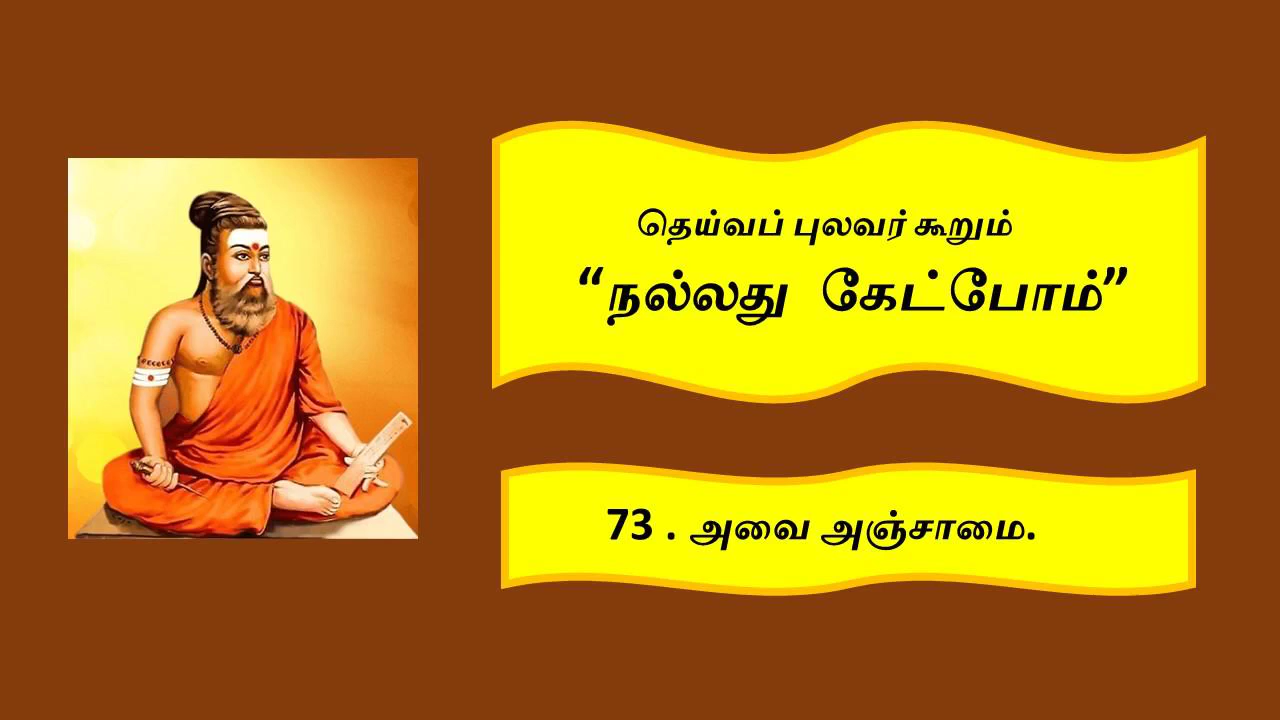 தெய்வப் புலவர் கூறும்
“நல்லது கேட்போம்”
73 . அவை அஞ்சாமை.